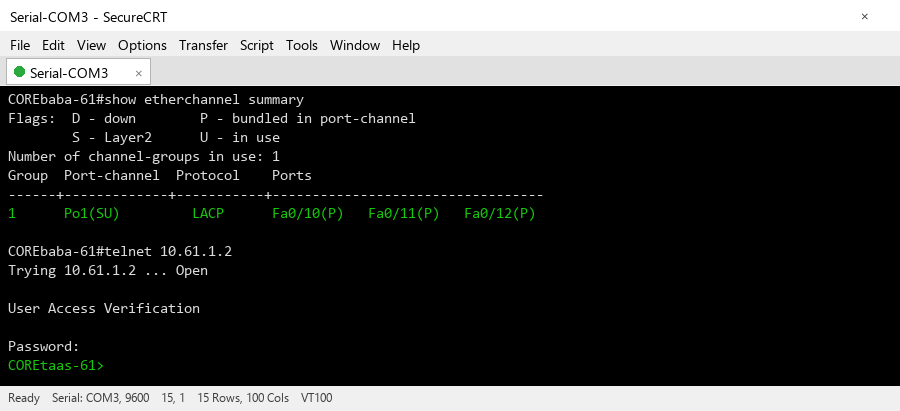 Serial-COM3 - SecureCRT ×
File Edit View Options Transfer Script Tools Window Help
Serial-COM3 ×
COREbaba-61#show etherchannel summary
Flags:  D - down        P - bundled in port-channel
        S - Layer2      U - in use
Number of channel-groups in use: 1
Group  Port-channel  Protocol    Ports
------+-------------+-----------+----------------------------------
1      Po1(SU)         LACP      Fa0/10(P)   Fa0/11(P)   Fa0/12(P)
COREbaba-61#telnet 10.61.1.2
Trying 10.61.1.2 ... Open
User Access Verification
Password:
COREtaas-61>
Ready Serial: COM3, 9600 15, 1 15 Rows, 100 Cols VT100